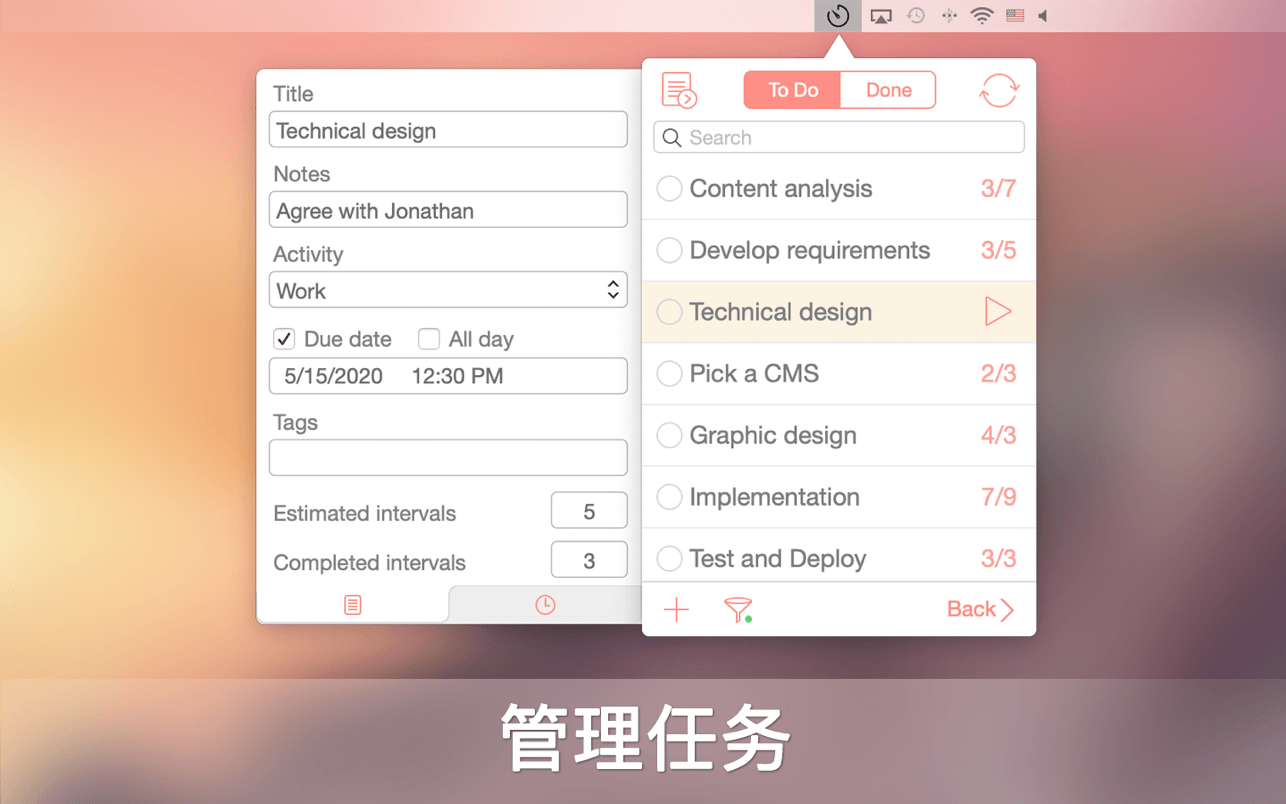 Title
Technical design
Notes
Agree with Jonathan
Activity
Work
Due date All day
5/15/2020 12:30 PM
Tags
Estimated intervals 5
Completed intervals 3
To Do Done
Search
Content analysis 3/7
Develop requirements 3/5
Technical design
Pick a CMS 2/3
Graphic design 4/3
Implementation 7/9
Test and Deploy 3/3
Back
管理任务